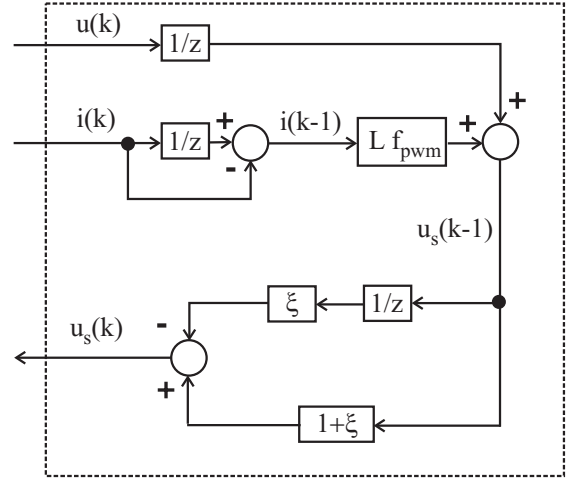 u(k)
1/z
+
i(k)
1/z
+
-
i(k-1)
L f_pwm
+
u_s(k-1)
ξ
1/z
-
u_s(k)
+
1+ξ